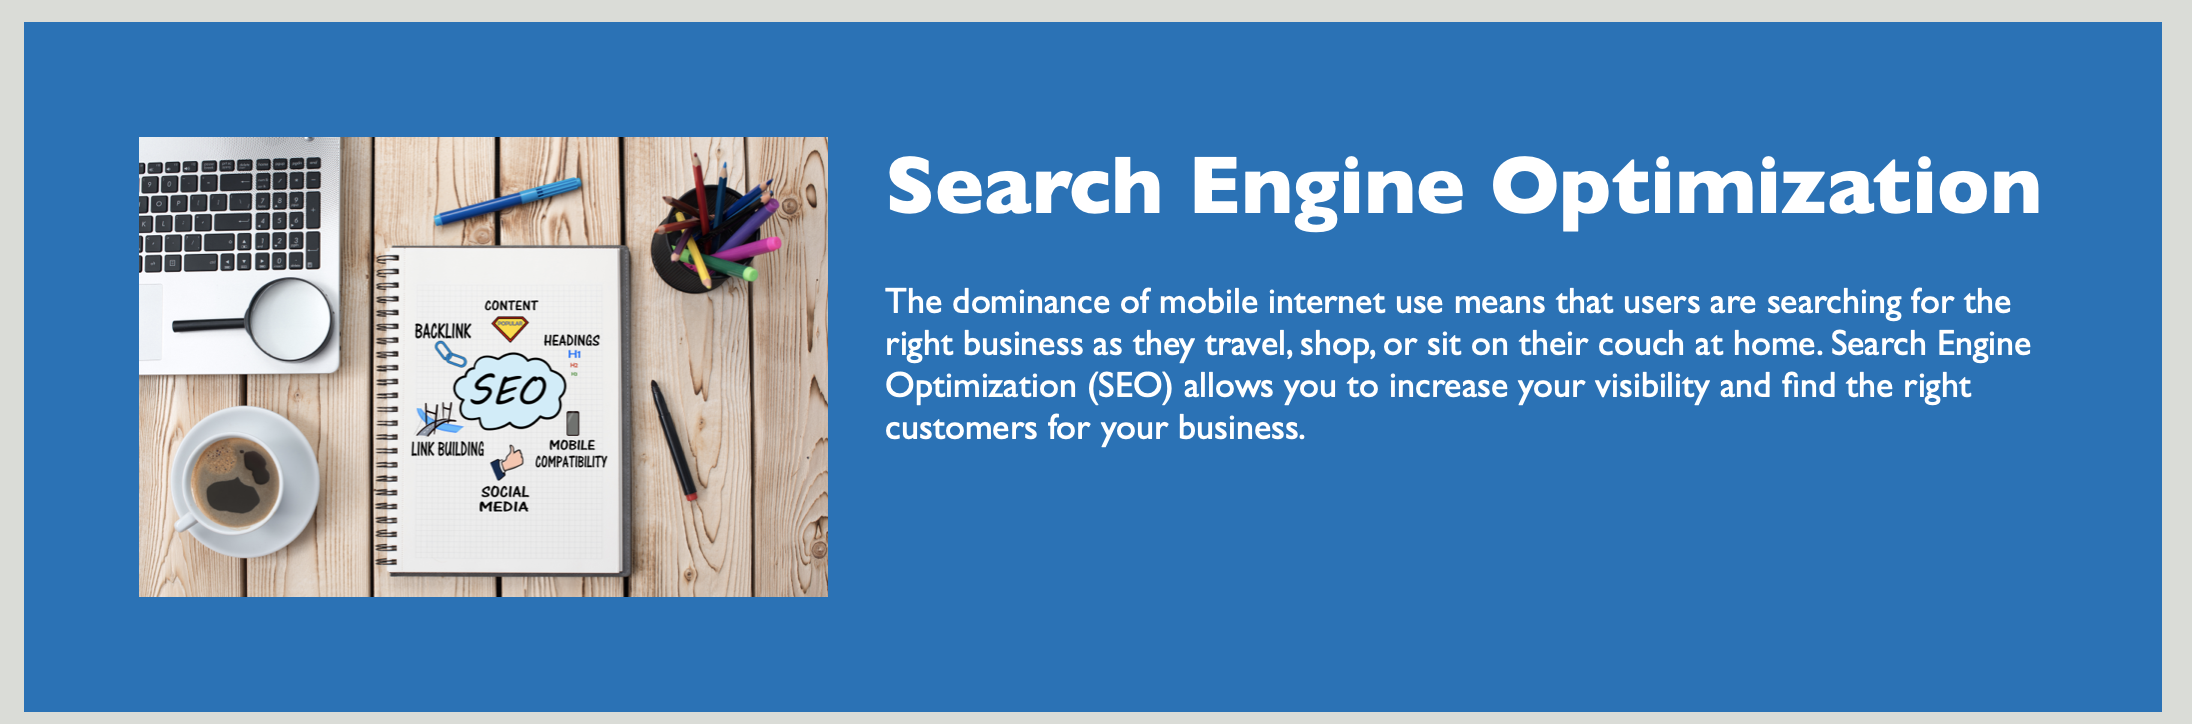 Search Engine Optimization
The dominance of mobile internet use means that users are searching for the
right business as they travel, shop, or sit on their couch at home. Search Engine
Optimization (SEO) allows you to increase your visibility and find the right
customers for your business.
CONTENT
POPULAR
BACKLINK
HEADINGS
H1
H2
H3
SEO
LINK BUILDING
MOBILE
COMPATIBILITY
SOCIAL
MEDIA